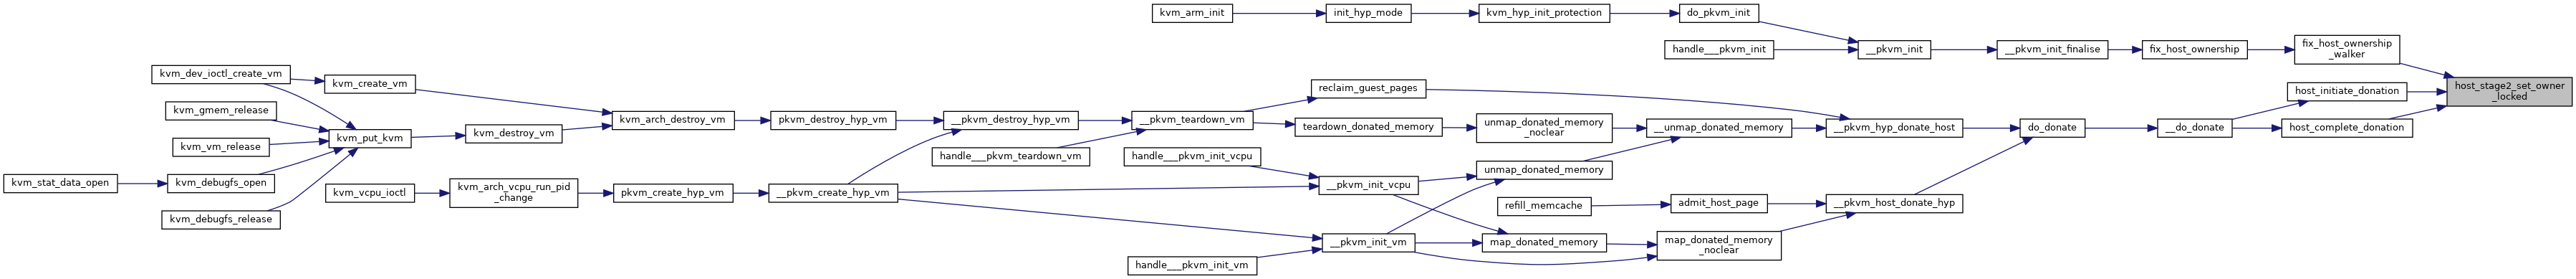 kvm_arm_init
init_hyp_mode
kvm_hyp_init_protection
do_pkvm_init
handle___pkvm_init
__pkvm_init
__pkvm_init_finalise
fix_host_ownership
fix_host_ownership
_walker
kvm_dev_ioctl_create_vm
kvm_create_vm
reclaim_guest_pages
host_initiate_donation
host_stage2_set_owner
_locked
kvm_gmem_release
kvm_arch_destroy_vm
pkvm_destroy_hyp_vm
__pkvm_destroy_hyp_vm
__pkvm_teardown_vm
teardown_donated_memory
unmap_donated_memory
_noclear
__unmap_donated_memory
__pkvm_hyp_donate_host
do_donate
__do_donate
host_complete_donation
kvm_put_kvm
kvm_destroy_vm
kvm_vm_release
handle___pkvm_teardown_vm
handle___pkvm_init_vcpu
unmap_donated_memory
kvm_stat_data_open
kvm_debugfs_open
kvm_vcpu_ioctl
kvm_arch_vcpu_run_pid
_change
pkvm_create_hyp_vm
__pkvm_create_hyp_vm
__pkvm_init_vcpu
refill_memcache
admit_host_page
__pkvm_host_donate_hyp
kvm_debugfs_release
__pkvm_init_vm
map_donated_memory
map_donated_memory
_noclear
handle___pkvm_init_vm